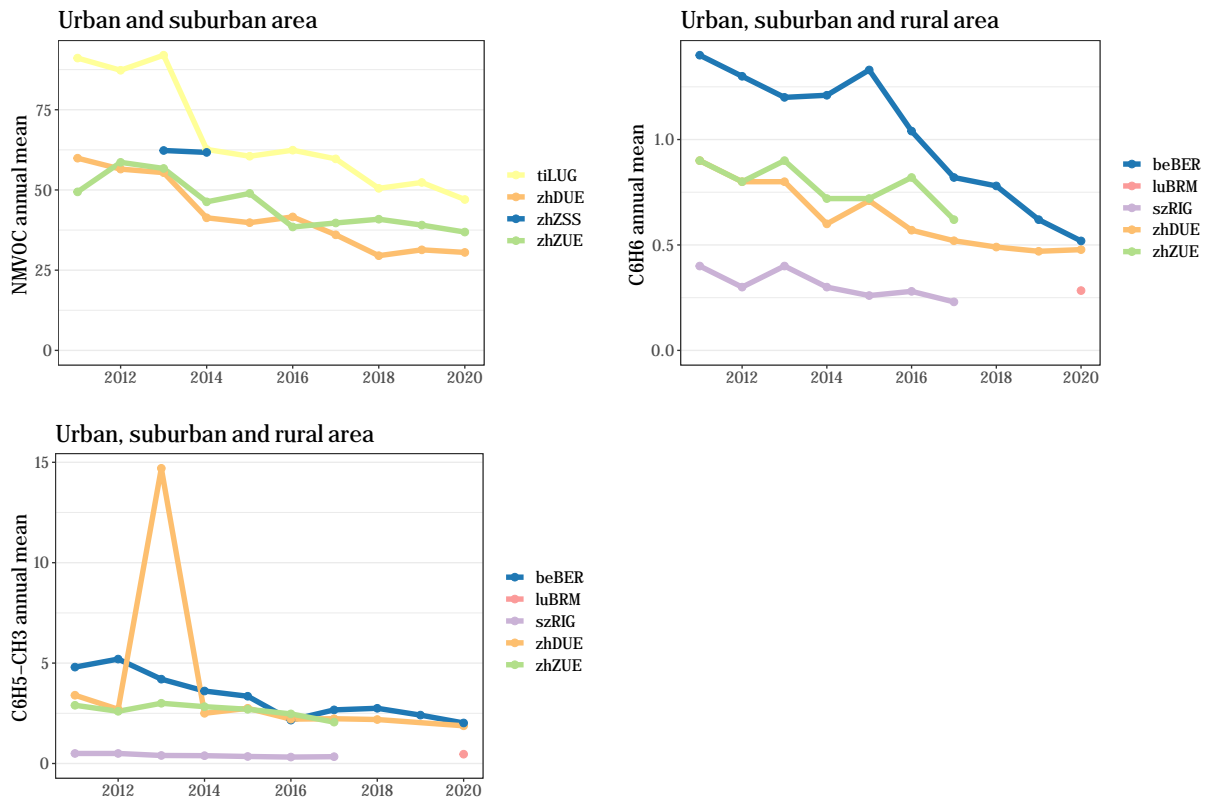 Urban and suburban area
NMVOC annual mean
75
50
25
0
2012 2014 2016 2018 2020
tiLUG
zhDUE
zhZSS
zhZUE
Urban, suburban and rural area
C6H6 annual mean
1.0
0.5
0.0
2012 2014 2016 2018 2020
beBER
luBRM
szRIG
zhDUE
zhZUE
Urban, suburban and rural area
C6H5−CH3 annual mean
15
10
5
0
2012 2014 2016 2018 2020
beBER
luBRM
szRIG
zhDUE
zhZUE